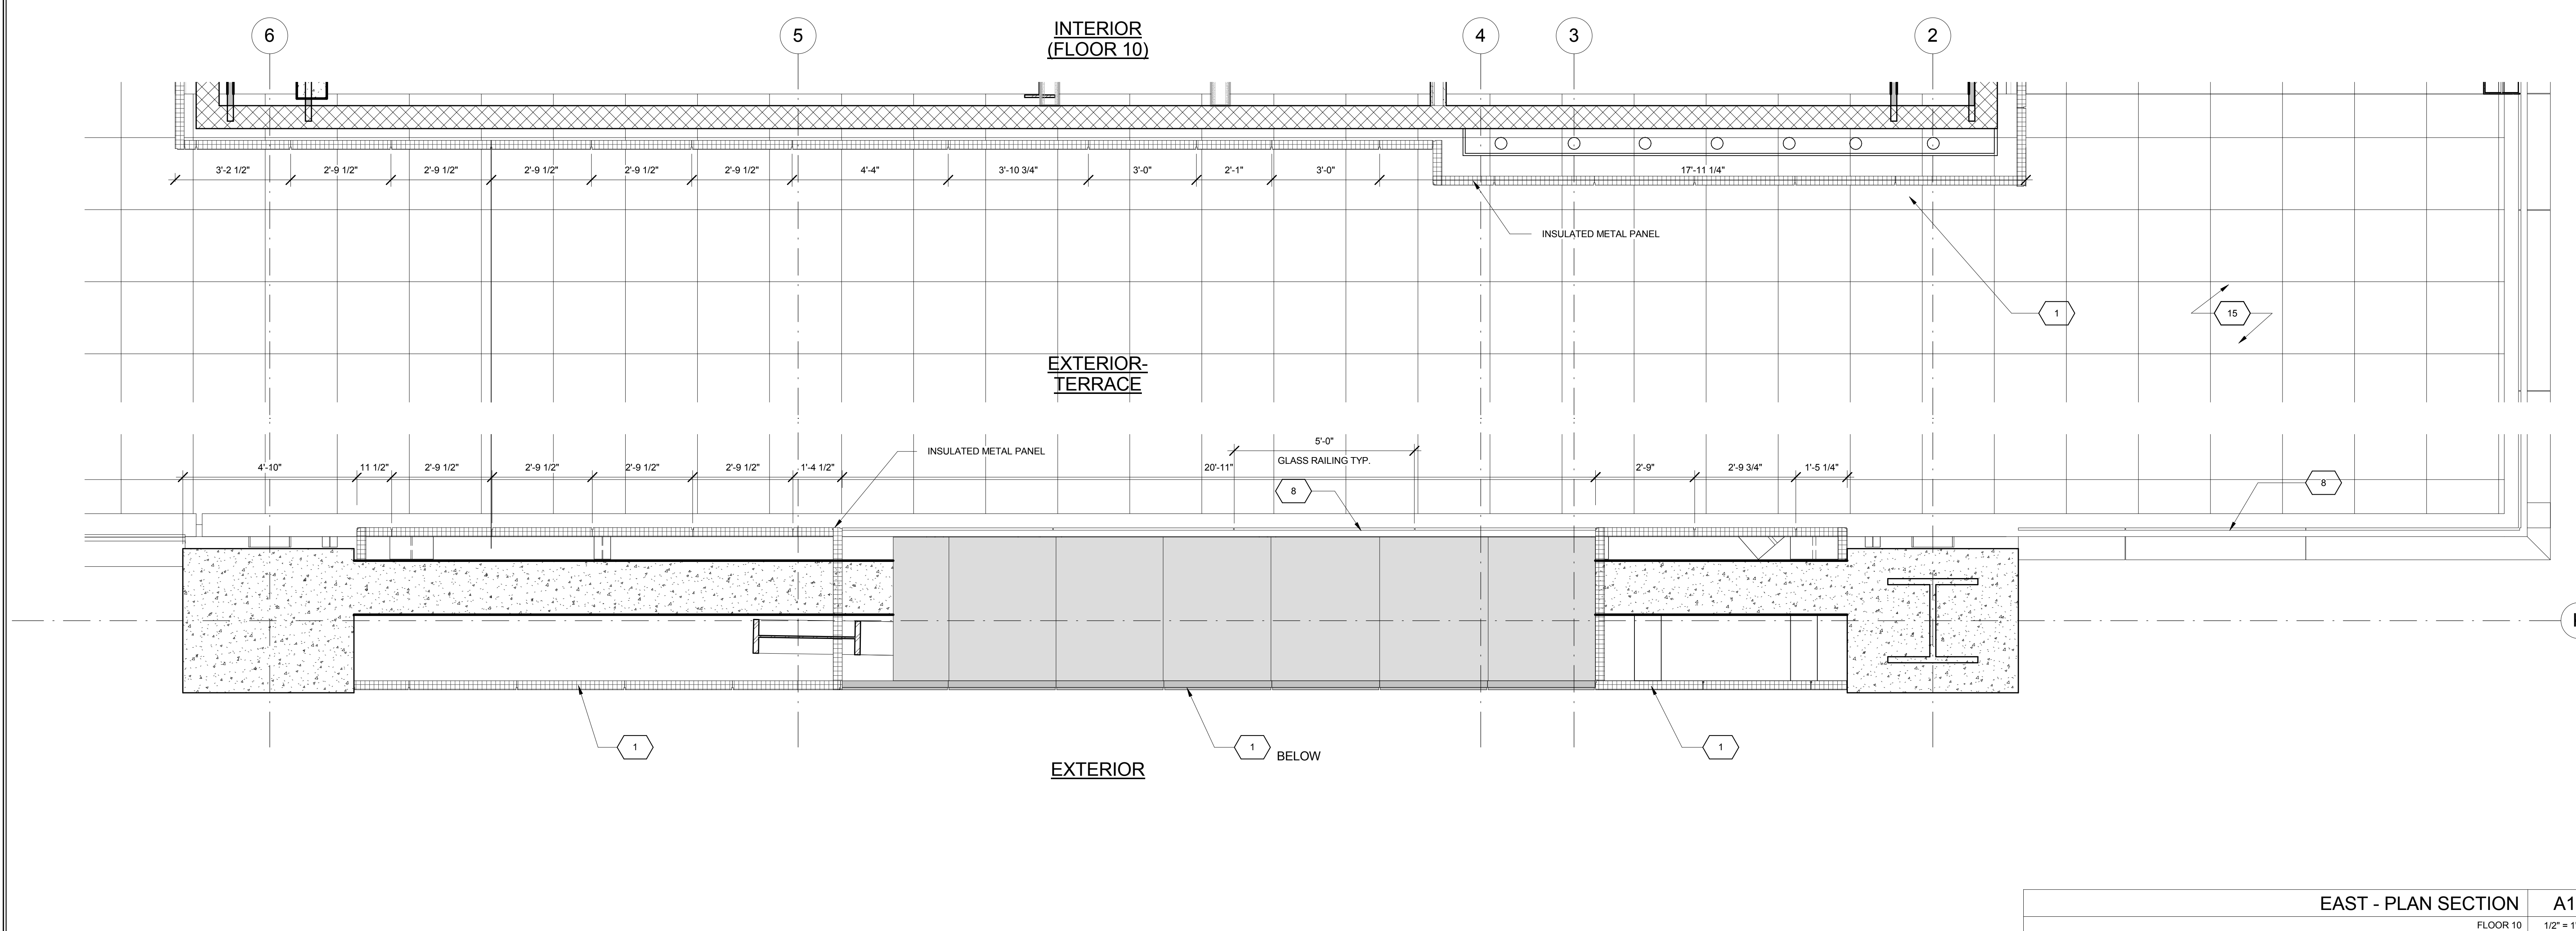 6
5
INTERIOR
(FLOOR 10)
4
3
2
3'-2 1/2"
2'-9 1/2"
2'-9 1/2"
2'-9 1/2"
2'-9 1/2"
2'-9 1/2"
4'-4"
3'-10 3/4"
3'-0"
2'-1"
3'-0"
17'-11 1/4"
INSULATED METAL PANEL
1
15
EXTERIOR-
TERRACE
4'-10"
11 1/2"
2'-9 1/2"
2'-9 1/2"
2'-9 1/2"
2'-9 1/2"
1'-4 1/2"
INSULATED METAL PANEL
20'-11"
5'-0"
GLASS RAILING TYP.
2'-9"
2'-9 3/4"
1'-5 1/4"
8
8
1
1
BELOW
1
EXTERIOR
EAST - PLAN SECTION
A1
FLOOR 10
1/2" = 1'